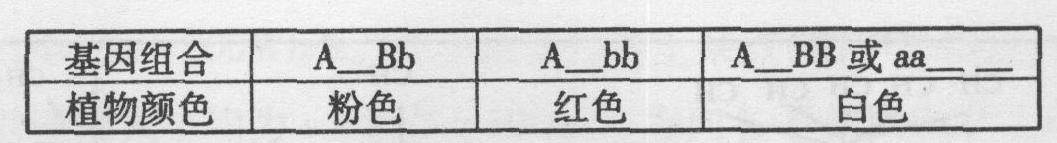 基因组合 A__Bb A__bb A__BB 或 aa__ __
植物颜色 粉色 红色 白色